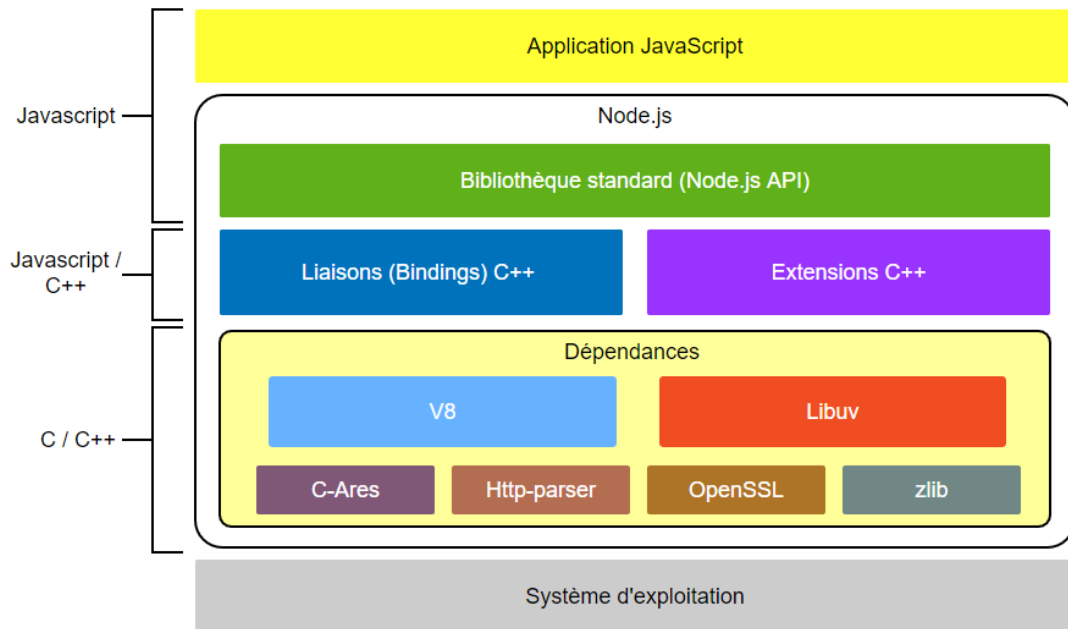 Application JavaScript
Javascript
Node.js
Bibliothèque standard (Node.js API)
Javascript /
C++
Liaisons (Bindings) C++
Extensions C++
C / C++
Dépendances
V8
Libuv
C-Ares
Http-parser
OpenSSL
zlib
Système d'exploitation